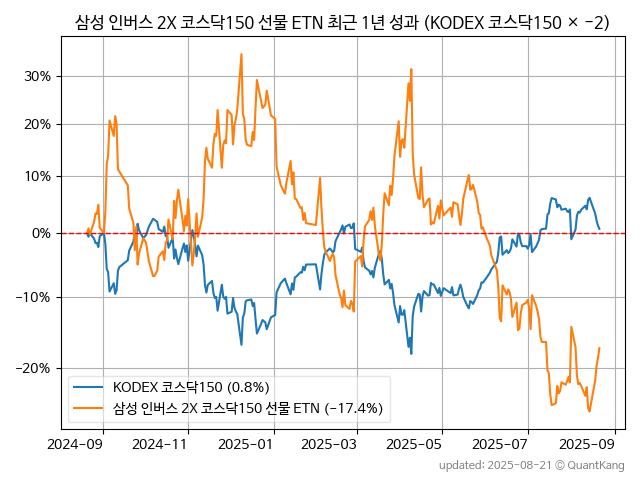 삼성 인버스 2X 코스닥150 선물 ETN 최근 1년 성과 (KODEX 코스닥150 × -2)
30%
20%
10%
0%
-10%
-20%
KODEX 코스닥150 (0.8%)
삼성 인버스 2X 코스닥150 선물 ETN (-17.4%)
2024-09 2024-11 2025-01 2025-03 2025-05 2025-07 2025-09
updated: 2025-08-21 © QuantKang